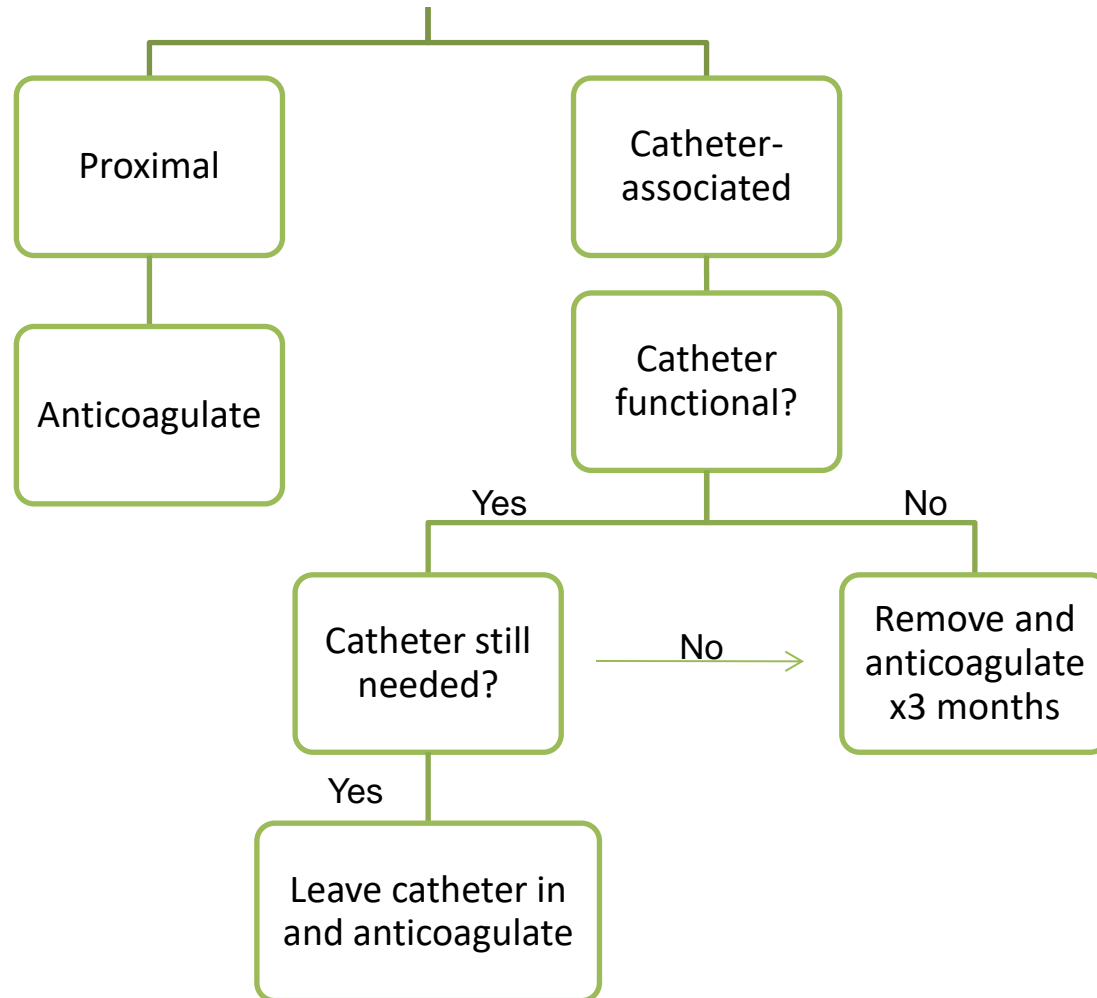 Proximal
Catheter-
associated
Anticoagulate
Catheter
functional?
Yes
No
Catheter still
needed?
No
Remove and
anticoagulate
x3 months
Yes
Leave catheter in
and anticoagulate